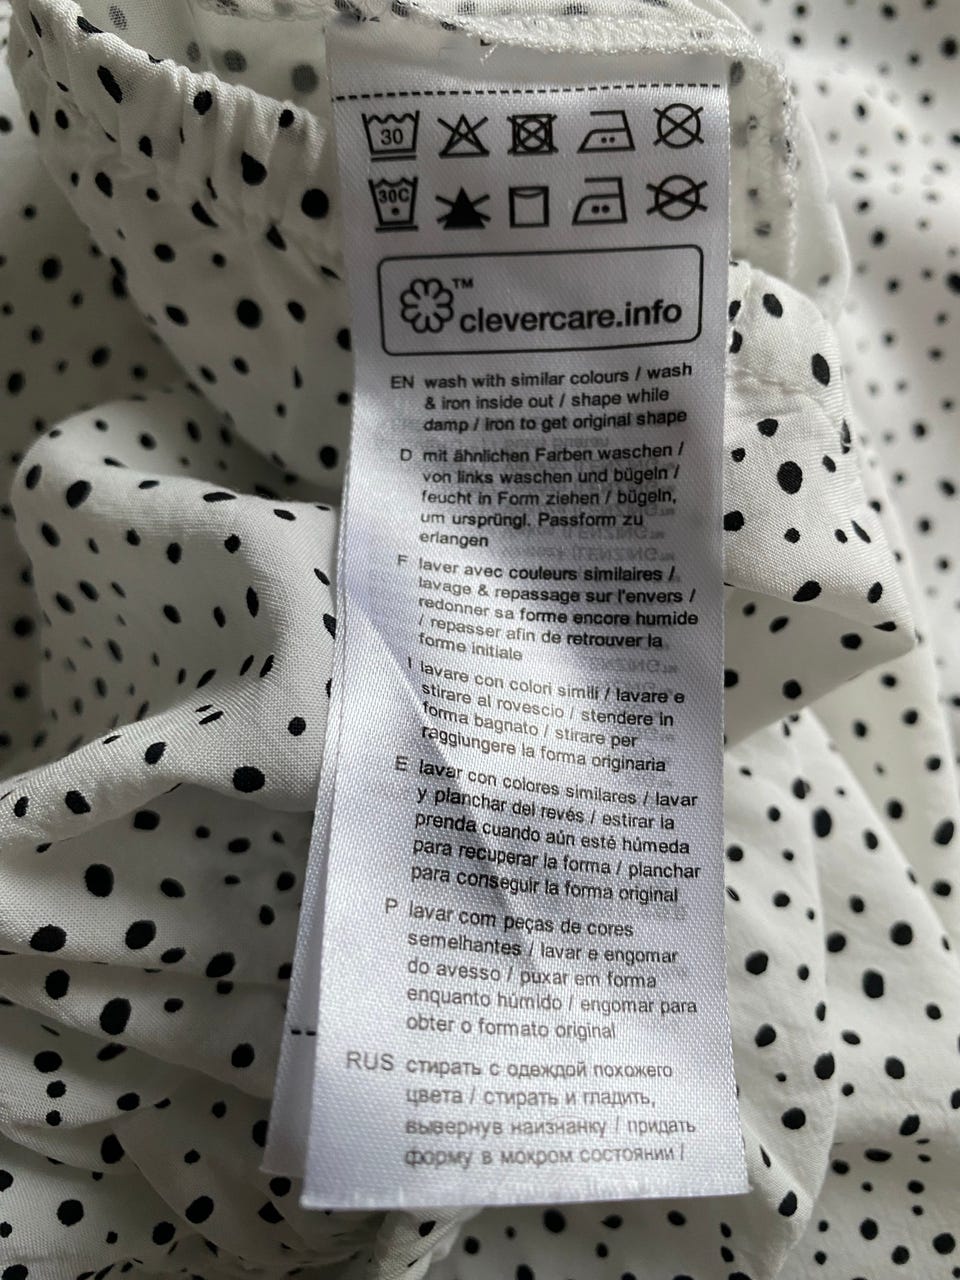 30
30C
™
clevercare.info
EN wash with similar colours / wash
& iron inside out / shape while
damp / iron to get original shape
D mit ähnlichen Farben waschen /
von links waschen und bügeln /
feucht in Form ziehen / bügeln,
um ursprüngl. Passform zu
erlangen
F laver avec couleurs similaires /
lavage & repassage sur l'envers /
redonner sa forme encore humide
/ repasser afin de retrouver la
forme initiale
I lavare con colori simili / lavare e
stirare al rovescio / stendere in
forma bagnato / stirare per
raggiungere la forma originaria
E lavar con colores similares / lavar
y planchar del revés / estirar la
prenda cuando aún esté húmeda
para recuperar la forma / planchar
para conseguir la forma original
P lavar com peças de cores
semelhantes / lavar e engomar
do avesso / puxar em forma
enquanto húmido / engomar para
obter o formato original
RUS стирать с одеждой похожего
цвета / стирать и гладить,
вывернув наизнанку / придать
форму в мокром состоянии /